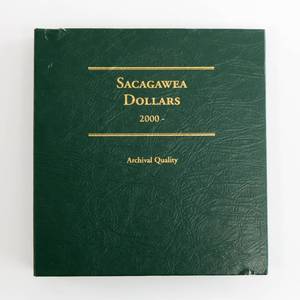 Sacagawea
Dollars
2000 -
Archival Quality